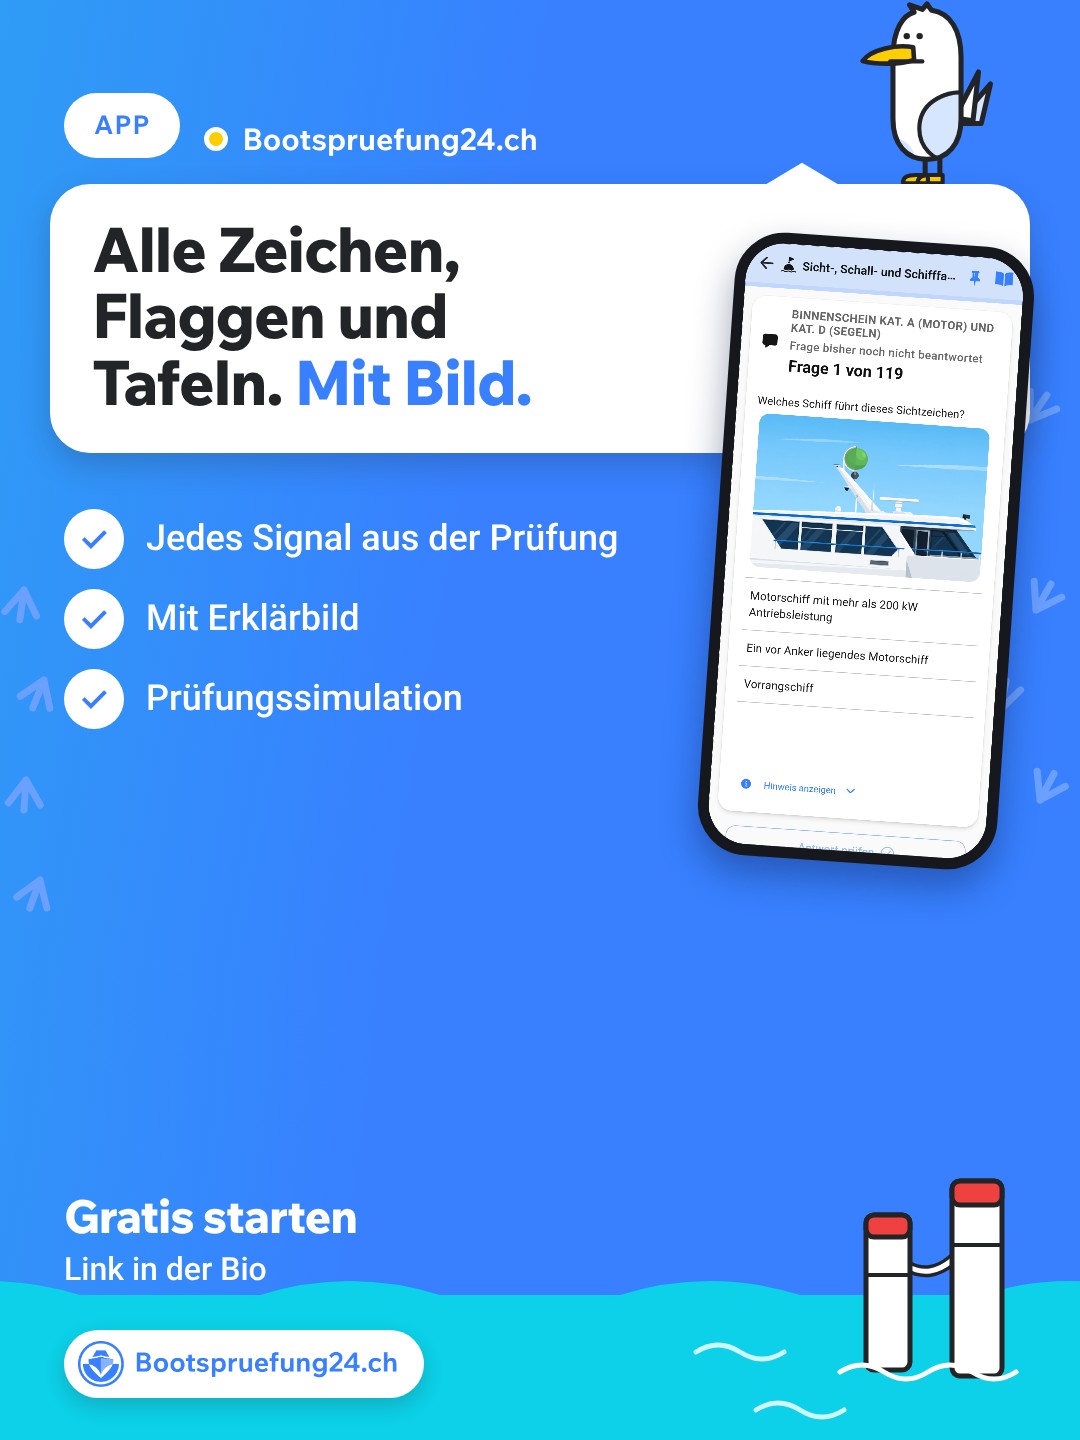 APP
Bootspruefung24.ch
Alle Zeichen,
Flaggen und
Tafeln. Mit Bild.
Jedes Signal aus der Prüfung
Mit Erklärbild
Prüfungssimulation
Sicht-, Schall- und Schifffa...
BINNENSCHEIN KAT. A (MOTOR) UND
KAT. D (SEGELN)
Frage bisher noch nicht beantwortet
Frage 1 von 119
Welches Schiff führt dieses Sichtzeichen?
Motorschiff mit mehr als 200 kW
Antriebsleistung
Ein vor Anker liegendes Motorschiff
Vorrangschiff
Hinweis anzeigen
Antwort prüfen
Gratis starten
Link in der Bio
Bootspruefung24.ch